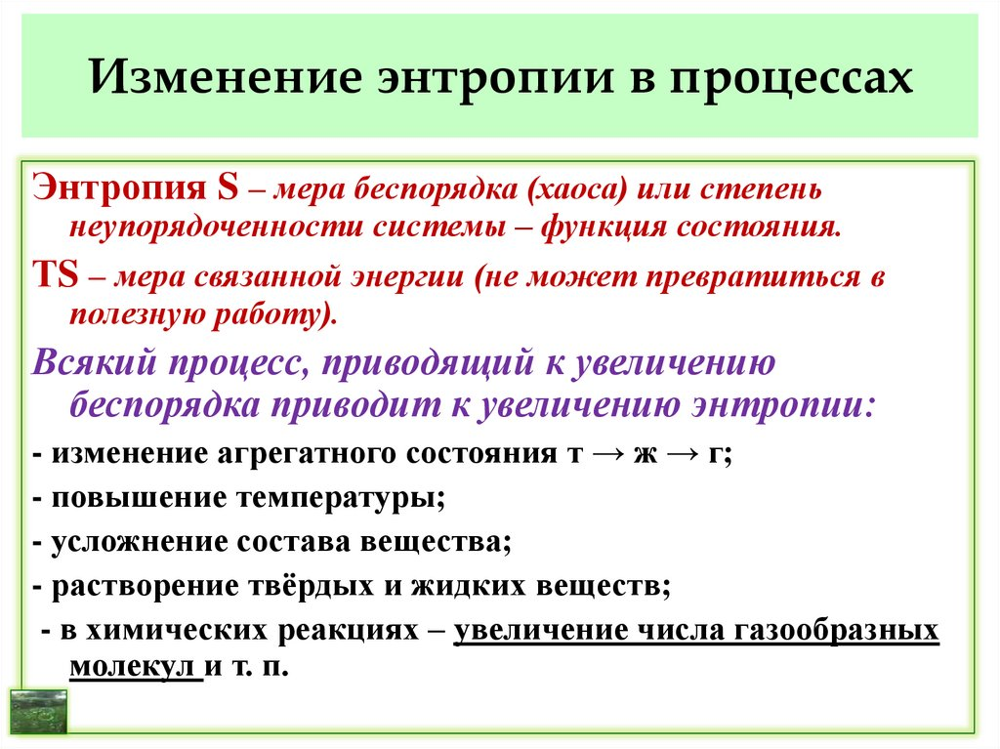 Изменение энтропии в процессах
Энтропия S – мера беспорядка (хаоса) или степень
неупорядоченности системы – функция состояния.
TS – мера связанной энергии (не может превратиться в
полезную работу).
Всякий процесс, приводящий к увеличению
беспорядка приводит к увеличению энтропии:
- изменение агрегатного состояния т → ж → г;
- повышение температуры;
- усложнение состава вещества;
- растворение твёрдых и жидких веществ;
- в химических реакциях – увеличение числа газообразных
молекул и т. п.